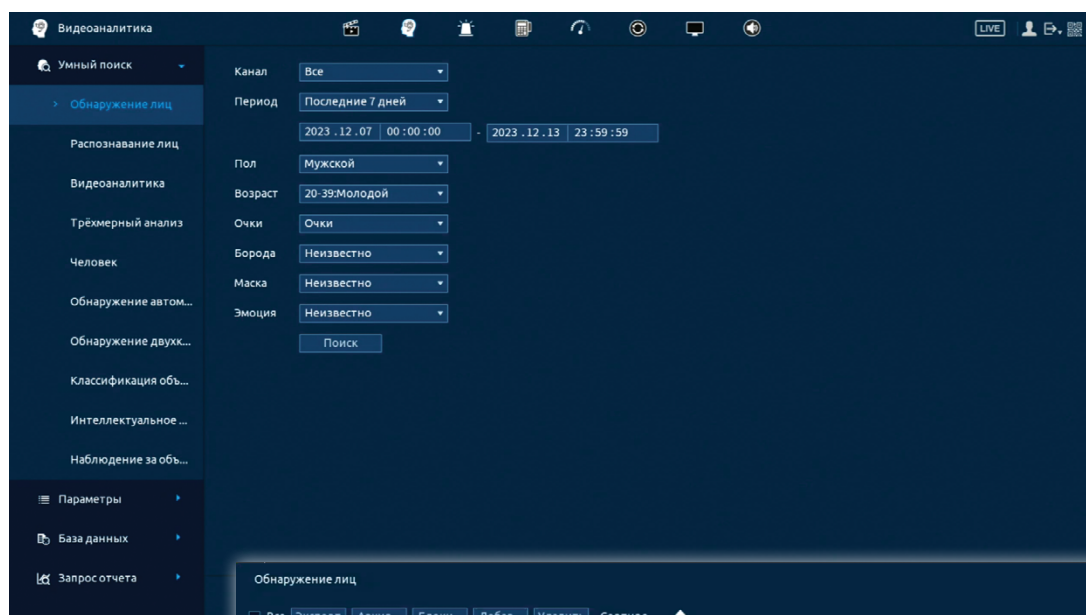 Видеоаналитика
LIVE
Умный поиск
Обнаружение лиц
Распознавание лиц
Видеоаналитика
Трёхмерный анализ
Человек
Обнаружение автом...
Обнаружение двухк...
Классификация объ...
Интеллектуальное ...
Наблюдение за объ...
Параметры
База данных
Запрос отчета
Канал Все
Период Последние 7 дней
2023 .12.07 00:00:00 - 2023 .12.13 23:59:59
Пол Мужской
Возраст 20-39:Молодой
Очки Очки
Борода Неизвестно
Маска Неизвестно
Эмоция Неизвестно
Поиск
Обнаружение лиц